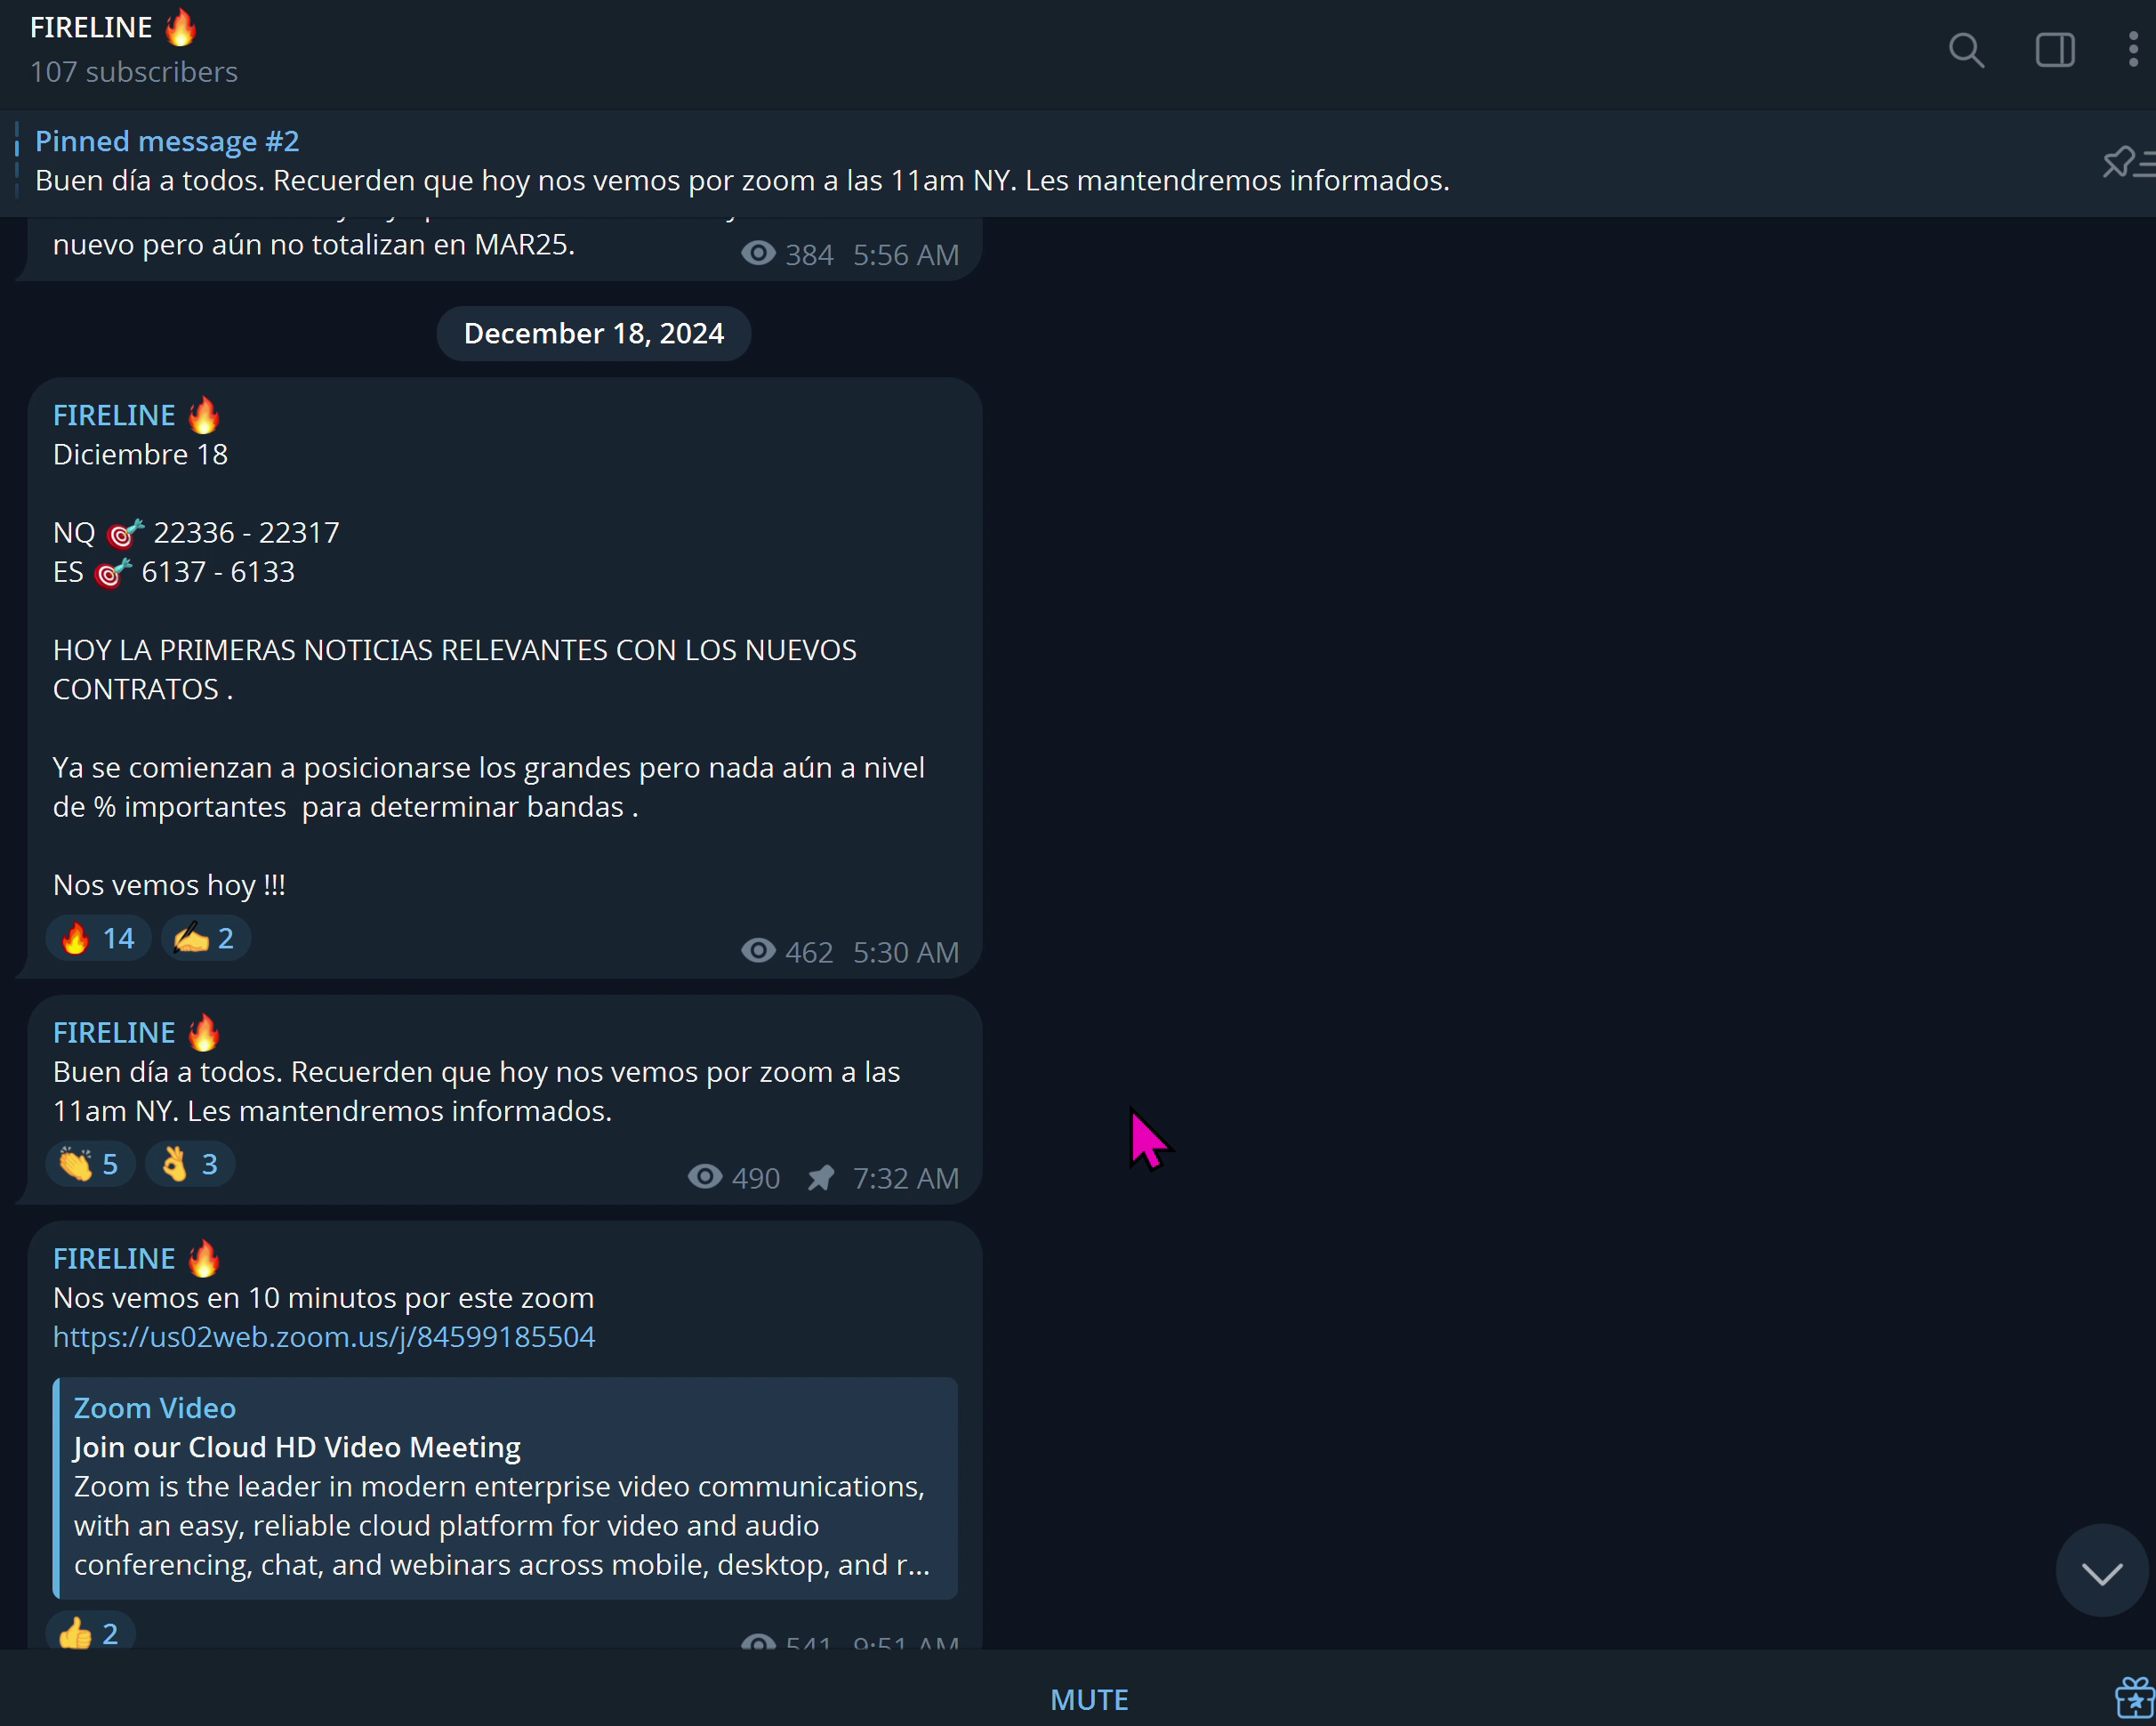 FIRELINE 🔥
107 subscribers
Pinned message #2
Buen día a todos. Recuerden que hoy nos vemos por zoom a las 11am NY. Les mantendremos informados.
nuevo pero aún no totalizan en MAR25.
384 5:56 AM
December 18, 2024
FIRELINE 🔥
Diciembre 18
NQ 🎯 22336 - 22317
ES 🎯 6137 - 6133
HOY LA PRIMERAS NOTICIAS RELEVANTES CON LOS NUEVOS
CONTRATOS .
Ya se comienzan a posicionarse los grandes pero nada aún a nivel
de % importantes  para determinar bandas .
Nos vemos hoy !!!
🔥 14 ✍️ 2
462 5:30 AM
FIRELINE 🔥
Buen día a todos. Recuerden que hoy nos vemos por zoom a las
11am NY. Les mantendremos informados.
👏 5 👌 3
490 7:32 AM
FIRELINE 🔥
Nos vemos en 10 minutos por este zoom
https://us02web.zoom.us/j/84599185504
Zoom Video
Join our Cloud HD Video Meeting
Zoom is the leader in modern enterprise video communications,
with an easy, reliable cloud platform for video and audio
conferencing, chat, and webinars across mobile, desktop, and r...
👍 2
541 9:51 AM
MUTE